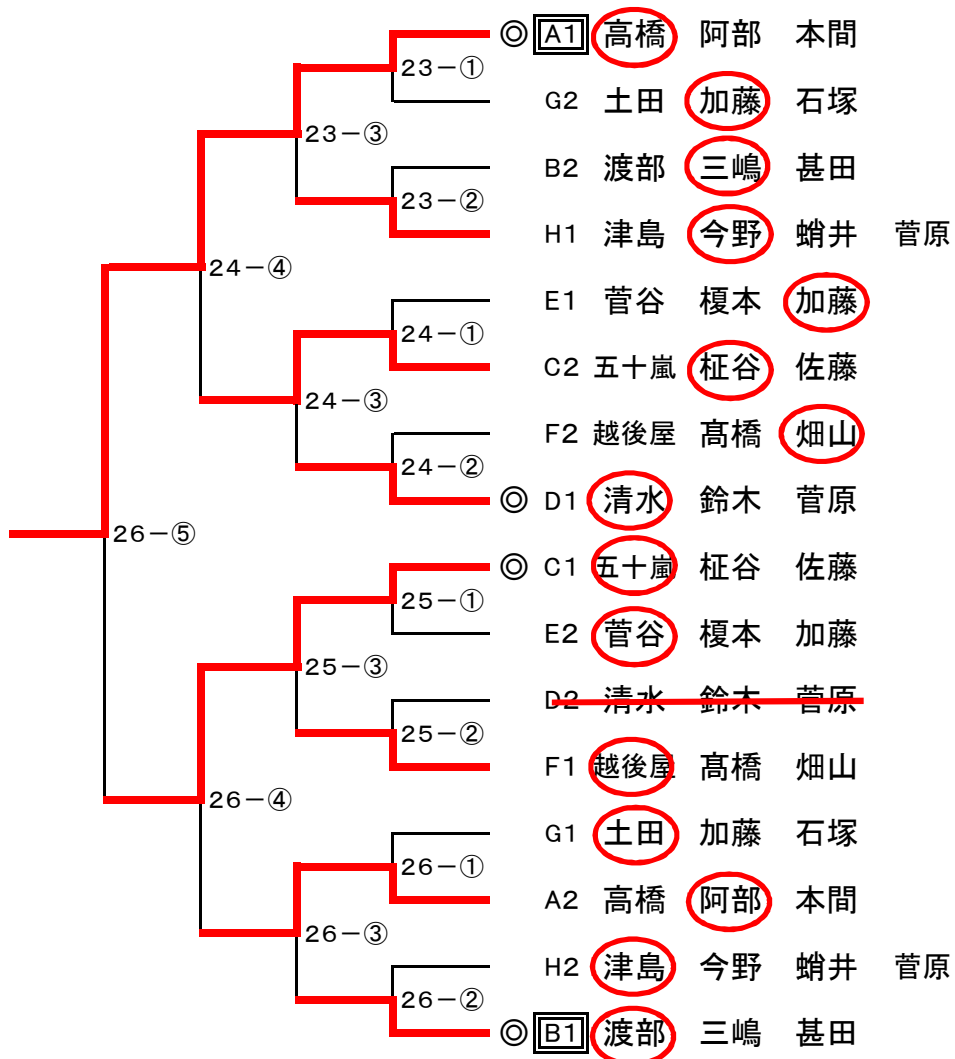 ◎ A1 高橋 阿部 本間
23-①
G2 土田 加藤 石塚
23-③
B2 渡部 三嶋 甚田
23-②
H1 津島 今野 蛸井 菅原
24-④
E1 菅谷 榎本 加藤
24-①
C2 五十嵐 柾谷 佐藤
24-③
F2 越後屋 髙橋 畑山
24-②
◎ D1 清水 鈴木 菅原
26-⑤
◎ C1 五十嵐 柾谷 佐藤
25-①
E2 菅谷 榎本 加藤
25-③
D2 清水 鈴木 菅原
25-②
F1 越後屋 髙橋 畑山
26-④
G1 土田 加藤 石塚
26-①
A2 高橋 阿部 本間
26-③
H2 津島 今野 蛸井 菅原
26-②
◎ B1 渡部 三嶋 甚田